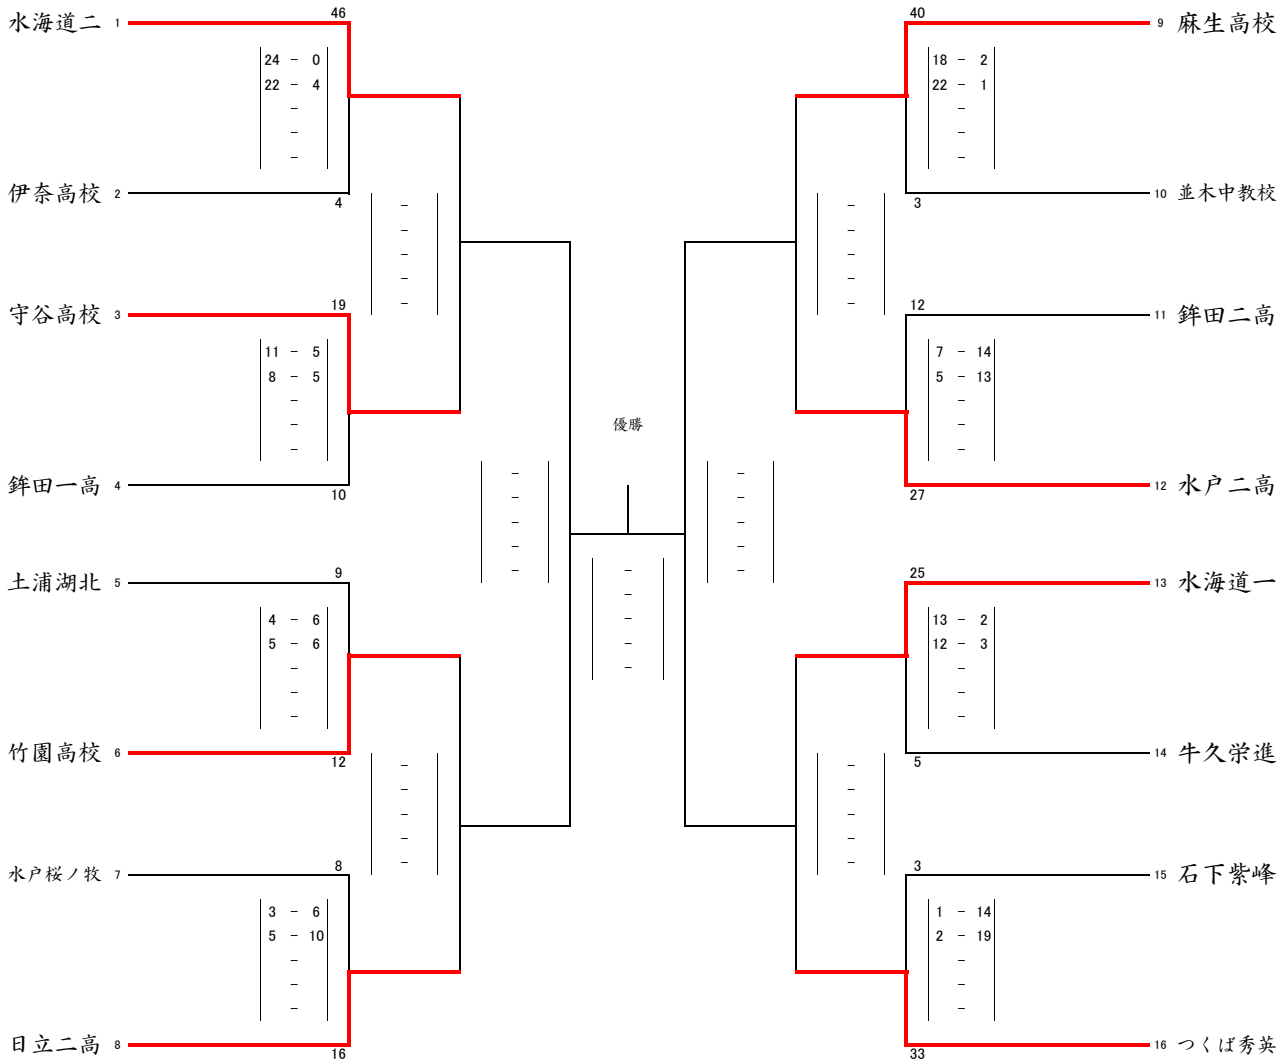 水海道二 1
46
24 - 0
22 - 4
-
-
-
伊奈高校 2
4
守谷高校 3
19
11 - 5
8 - 5
-
-
-
鉾田一高 4
10
-
-
-
-
-
土浦湖北 5
9
4 - 6
5 - 6
-
-
-
竹園高校 6
12
水戸桜ノ牧 7
8
3 - 6
5 - 10
-
-
-
日立二高 8
16
-
-
-
-
-
-
-
-
-
-
優勝
-
-
-
-
-
40
9 麻生高校
18 - 2
22 - 1
-
-
-
3
10 並木中教校
12
11 鉾田二高
7 - 14
5 - 13
-
-
-
27
12 水戸二高
-
-
-
-
-
25
13 水海道一
13 - 2
12 - 3
-
-
-
5
14 牛久栄進
3
15 石下紫峰
1 - 14
2 - 19
-
-
-
33
16 つくば秀英
-
-
-
-
-
-
-
-
-
-